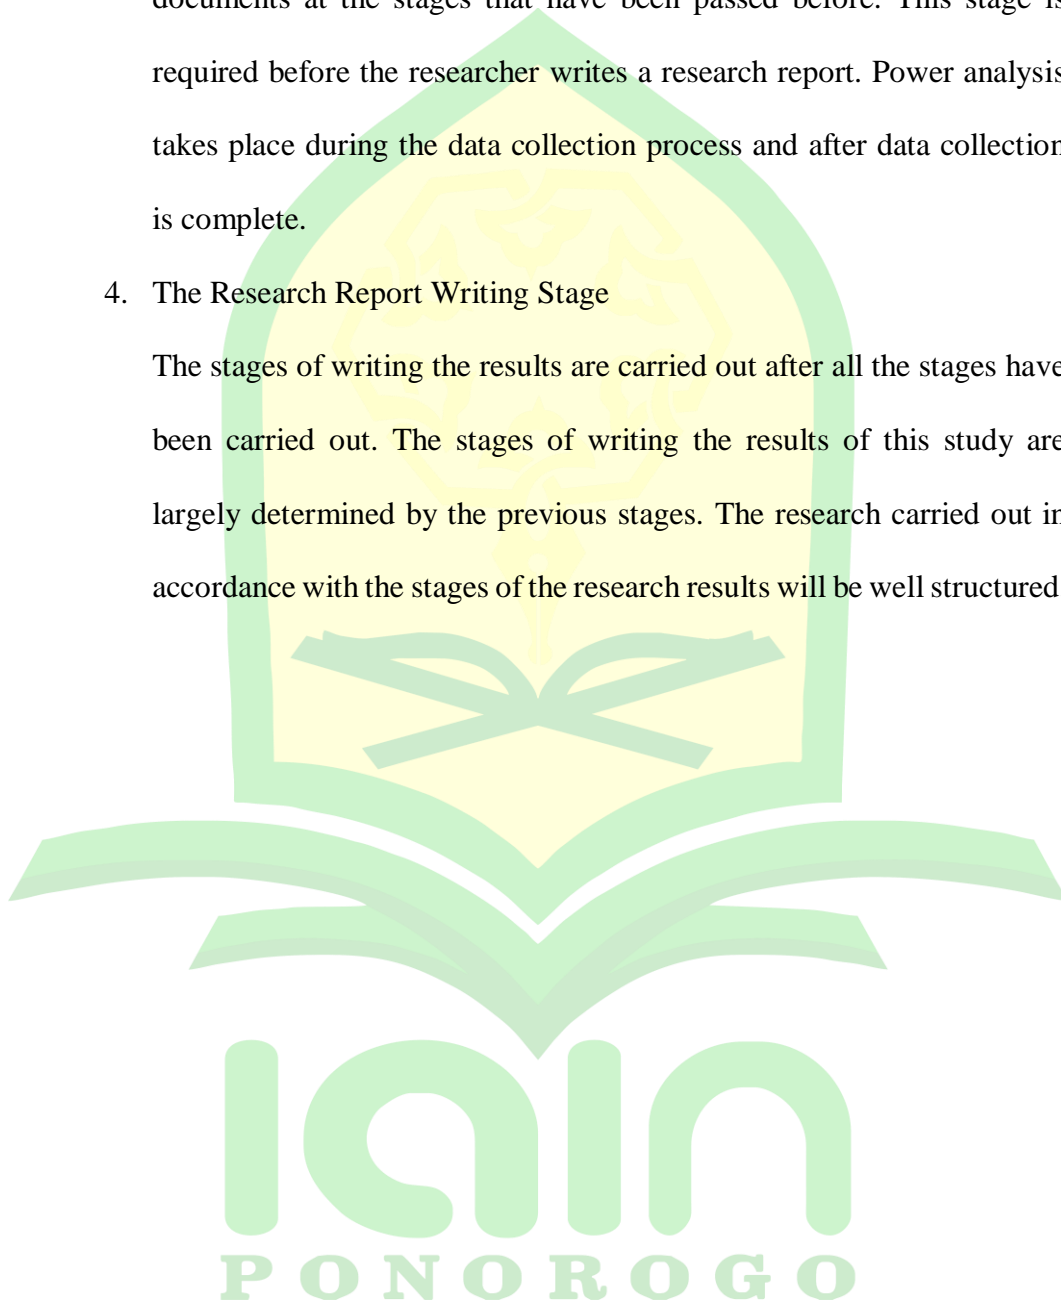 documents at the stages that have been passed before. This stage is
required before the researcher writes a research report. Power analysis
takes place during the data collection process and after data collection
is complete.
4. The Research Report Writing Stage
The stages of writing the results are carried out after all the stages have
been carried out. The stages of writing the results of this study are
largely determined by the previous stages. The research carried out in
accordance with the stages of the research results will be well structured
iain
PONOROGO